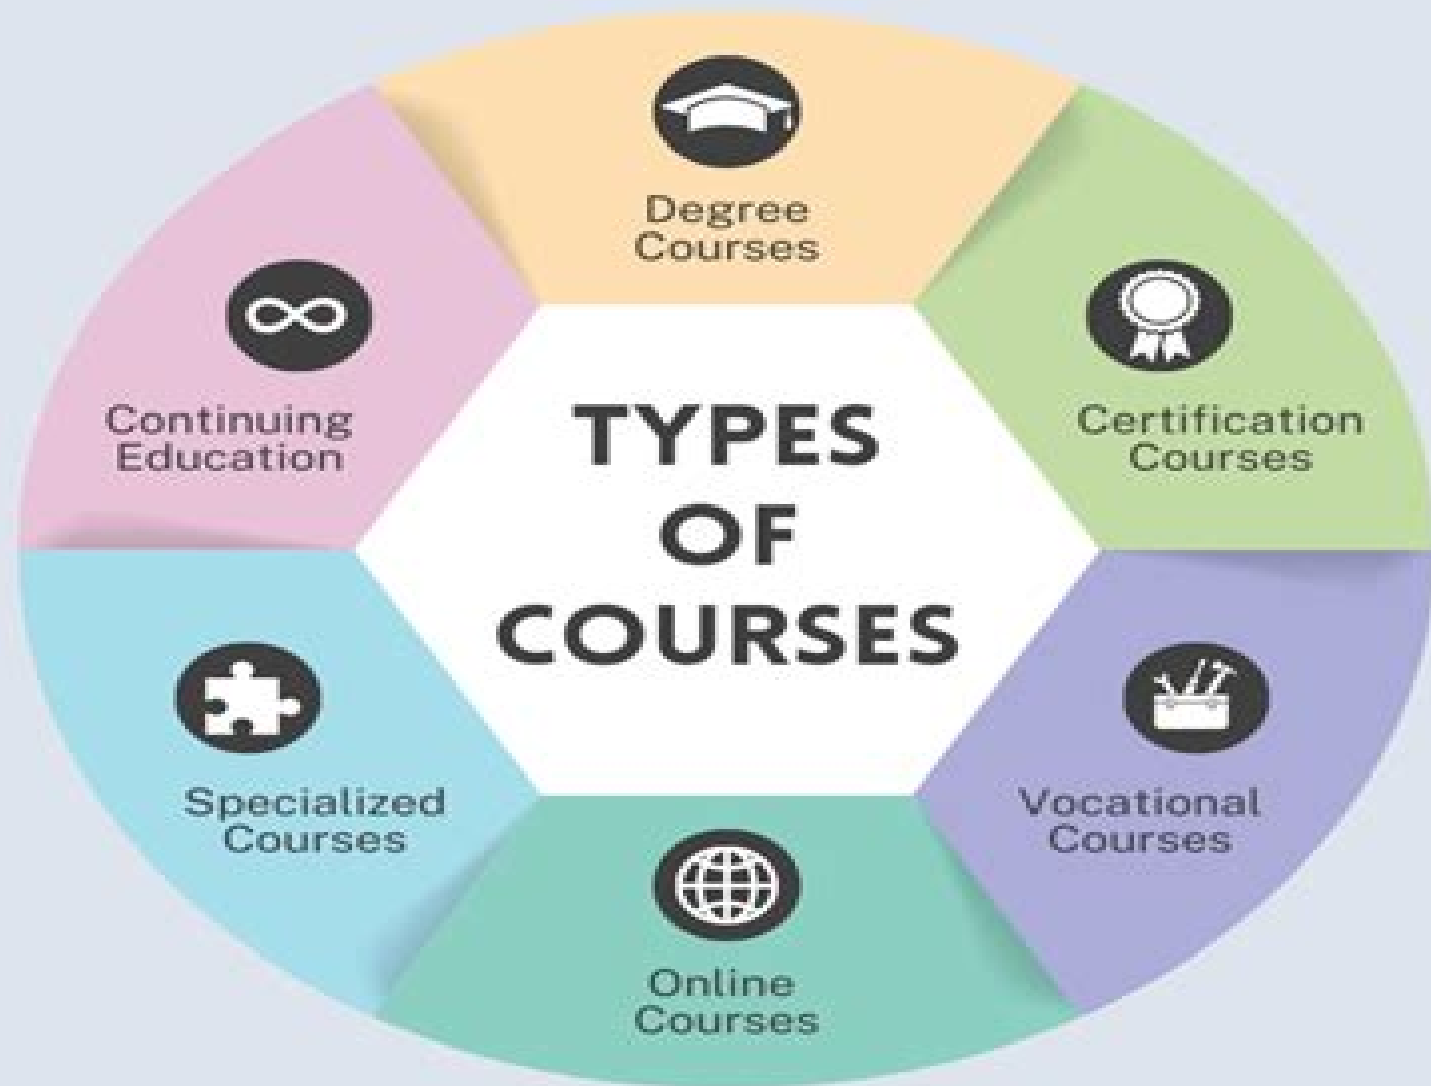 TYPES
OF
COURSES
Degree
Courses
Certification
Courses
Vocational
Courses
Online
Courses
Specialized
Courses
Continuing
Education